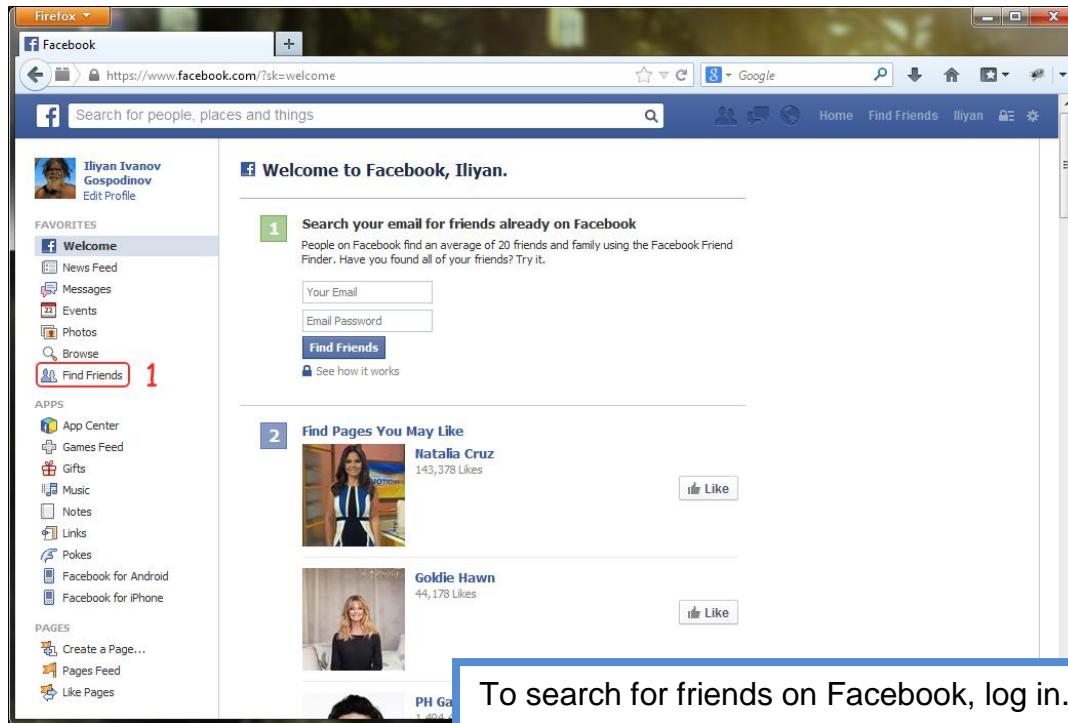 Firefox
Facebook
https://www.facebook.com/?sk=welcome
Google
Search for people, places and things
Home Find Friends Iliyan
Iliyan Ivanov
Gospodinov
Edit Profile
FAVORITES
Welcome
News Feed
Messages
22 Events
Photos
Browse
Find Friends 1
APPS
App Center
Games Feed
Gifts
Music
Notes
Links
Pokes
Facebook for Android
Facebook for iPhone
PAGES
Create a Page...
Pages Feed
Like Pages
Welcome to Facebook, Iliyan.
1 Search your email for friends already on Facebook
People on Facebook find an average of 20 friends and family using the Facebook Friend
Finder. Have you found all of your friends? Try it.
Your Email
Email Password
Find Friends
See how it works
2 Find Pages You May Like
Natalia Cruz
143,378 Likes
Like
Goldie Hawn
44,178 Likes
Like
PH Ga
To search for friends on Facebook, log in.